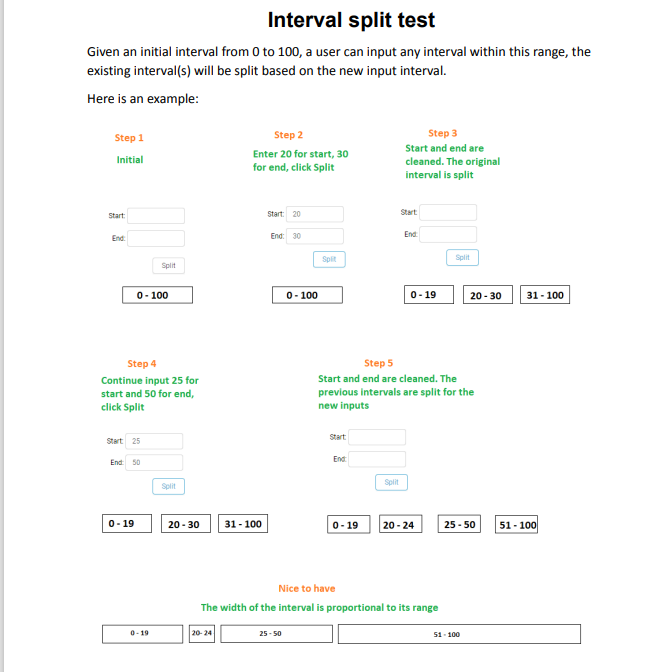 Interval split test
Given an initial interval from 0 to 100, a user can input any interval within this range, the
existing interval(s) will be split based on the new input interval.
Here is an example:
Step 1
Initial
Start:
End:
Split
0 - 100
Step 2
Enter 20 for start, 30
for end, click Split
Start: 20
End: 30
Split
0 - 100
Step 3
Start and end are
cleaned. The original
interval is split
Start:
End:
Split
0 - 19
20 - 30
31 - 100
Step 4
Continue input 25 for
start and 50 for end,
click Split
Start: 25
End: 50
Split
0 - 19
20 - 30
31 - 100
Step 5
Start and end are cleaned. The
previous intervals are split for the
new inputs
Start:
End:
Split
0 - 19
20 - 24
25 - 50
51 - 100
Nice to have
The width of the interval is proportional to its range
0 - 19
20- 24
25 - 50
51 - 100